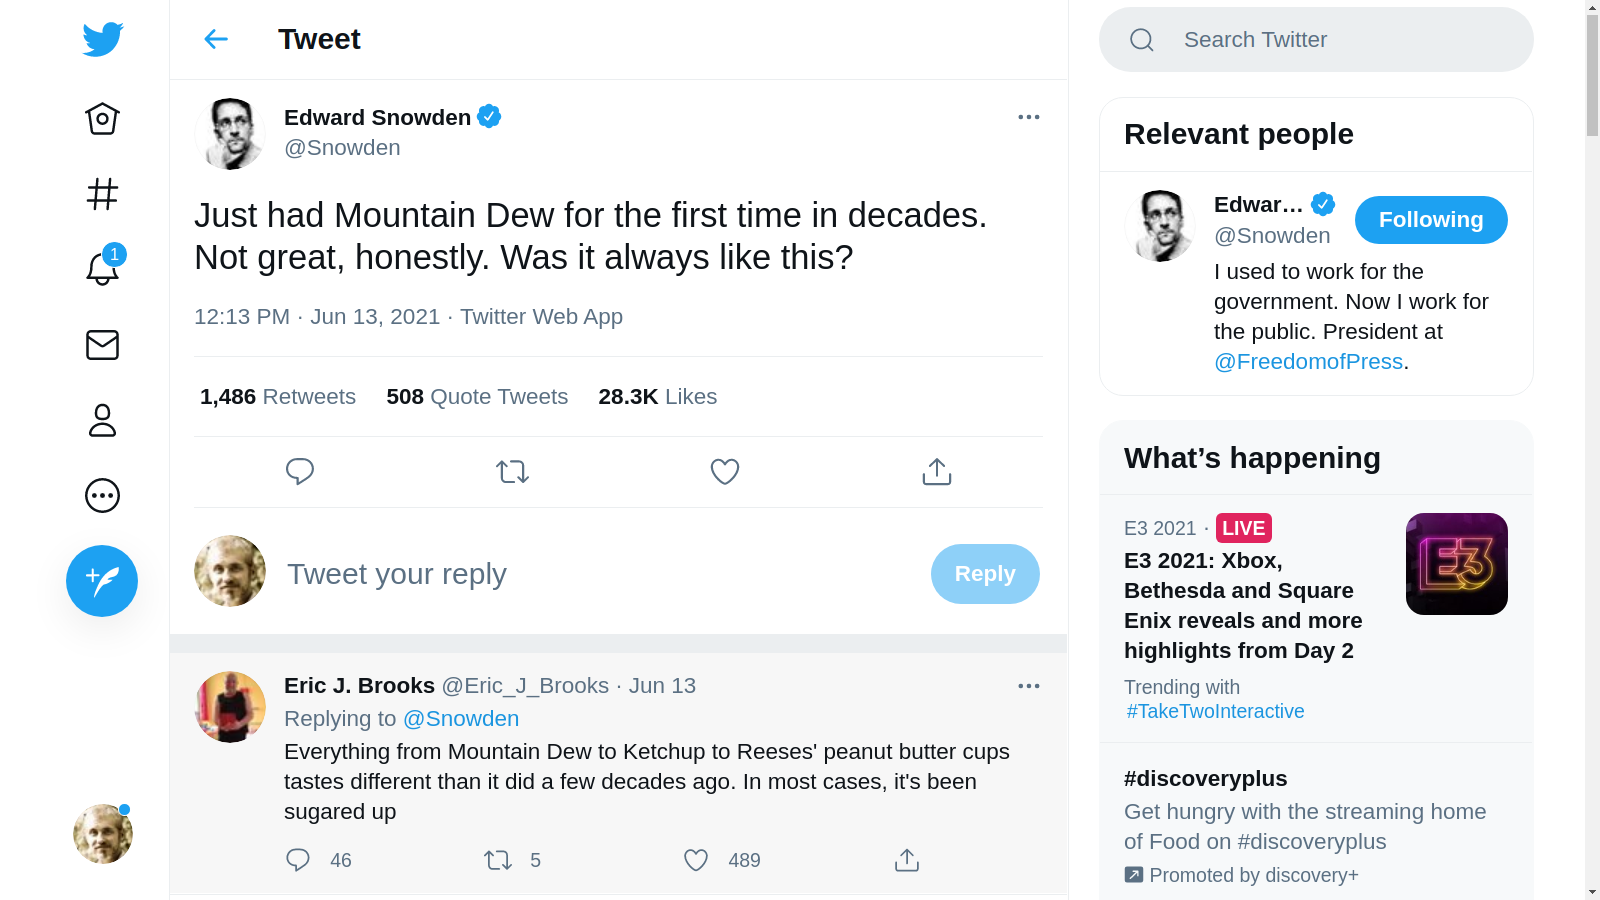 Tweet
Edward Snowden
@Snowden
Just had Mountain Dew for the first time in decades.
Not great, honestly. Was it always like this?
12:13 PM · Jun 13, 2021 · Twitter Web App
1,486 Retweets 508 Quote Tweets 28.3K Likes
Tweet your reply
Reply
Eric J. Brooks @Eric_J_Brooks · Jun 13
Replying to @Snowden
Everything from Mountain Dew to Ketchup to Reeses' peanut butter cups
tastes different than it did a few decades ago. In most cases, it's been
sugared up
46 5 489
1
Search Twitter
Relevant people
Edwar...
@Snowden
Following
I used to work for the
government. Now I work for
the public. President at
@FreedomofPress.
What’s happening
E3 2021 · LIVE
E3 2021: Xbox,
Bethesda and Square
Enix reveals and more
highlights from Day 2
E3
Trending with
#TakeTwoInteractive
#discoveryplus
Get hungry with the streaming home
of Food on #discoveryplus
Promoted by discovery+